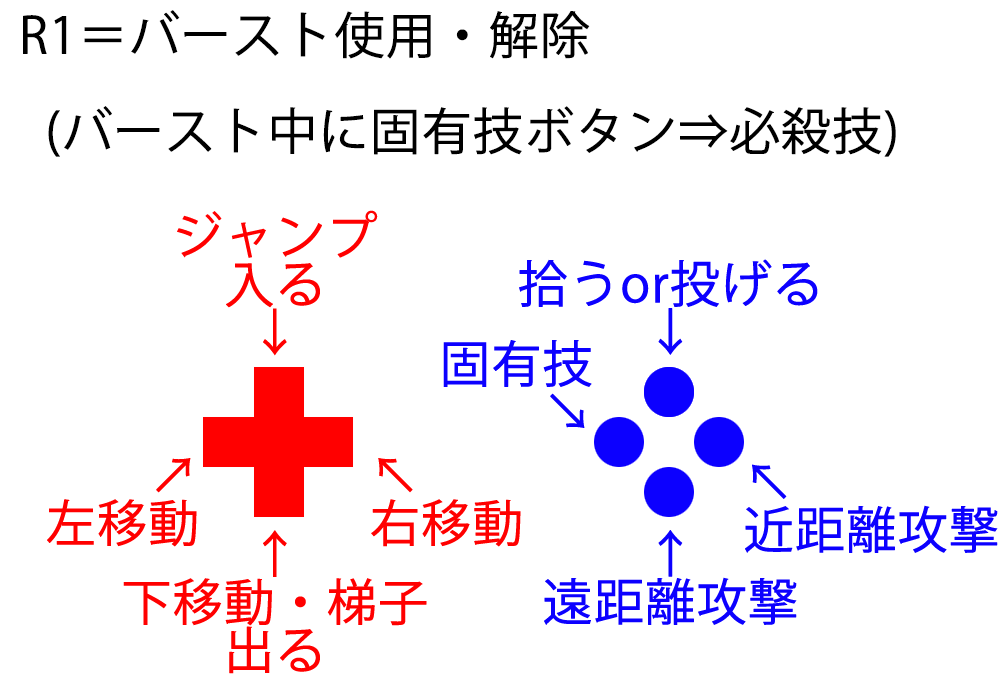 R1＝バースト使用・解除
(バースト中に固有技ボタン⇒必殺技)
ジャンプ
入る
↓
左移動
右移動
下移動・梯子
出る
拾うor投げる
↓
固有技
近距離攻撃
遠距離攻撃